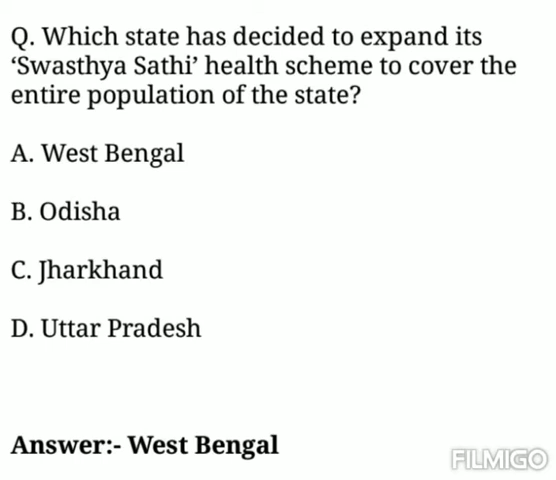 Q. Which state has decided to expand its
‘Swasthya Sathi’ health scheme to cover the
entire population of the state?
A. West Bengal
B. Odisha
C. Jharkhand
D. Uttar Pradesh
Answer:- West Bengal
FILMIGO